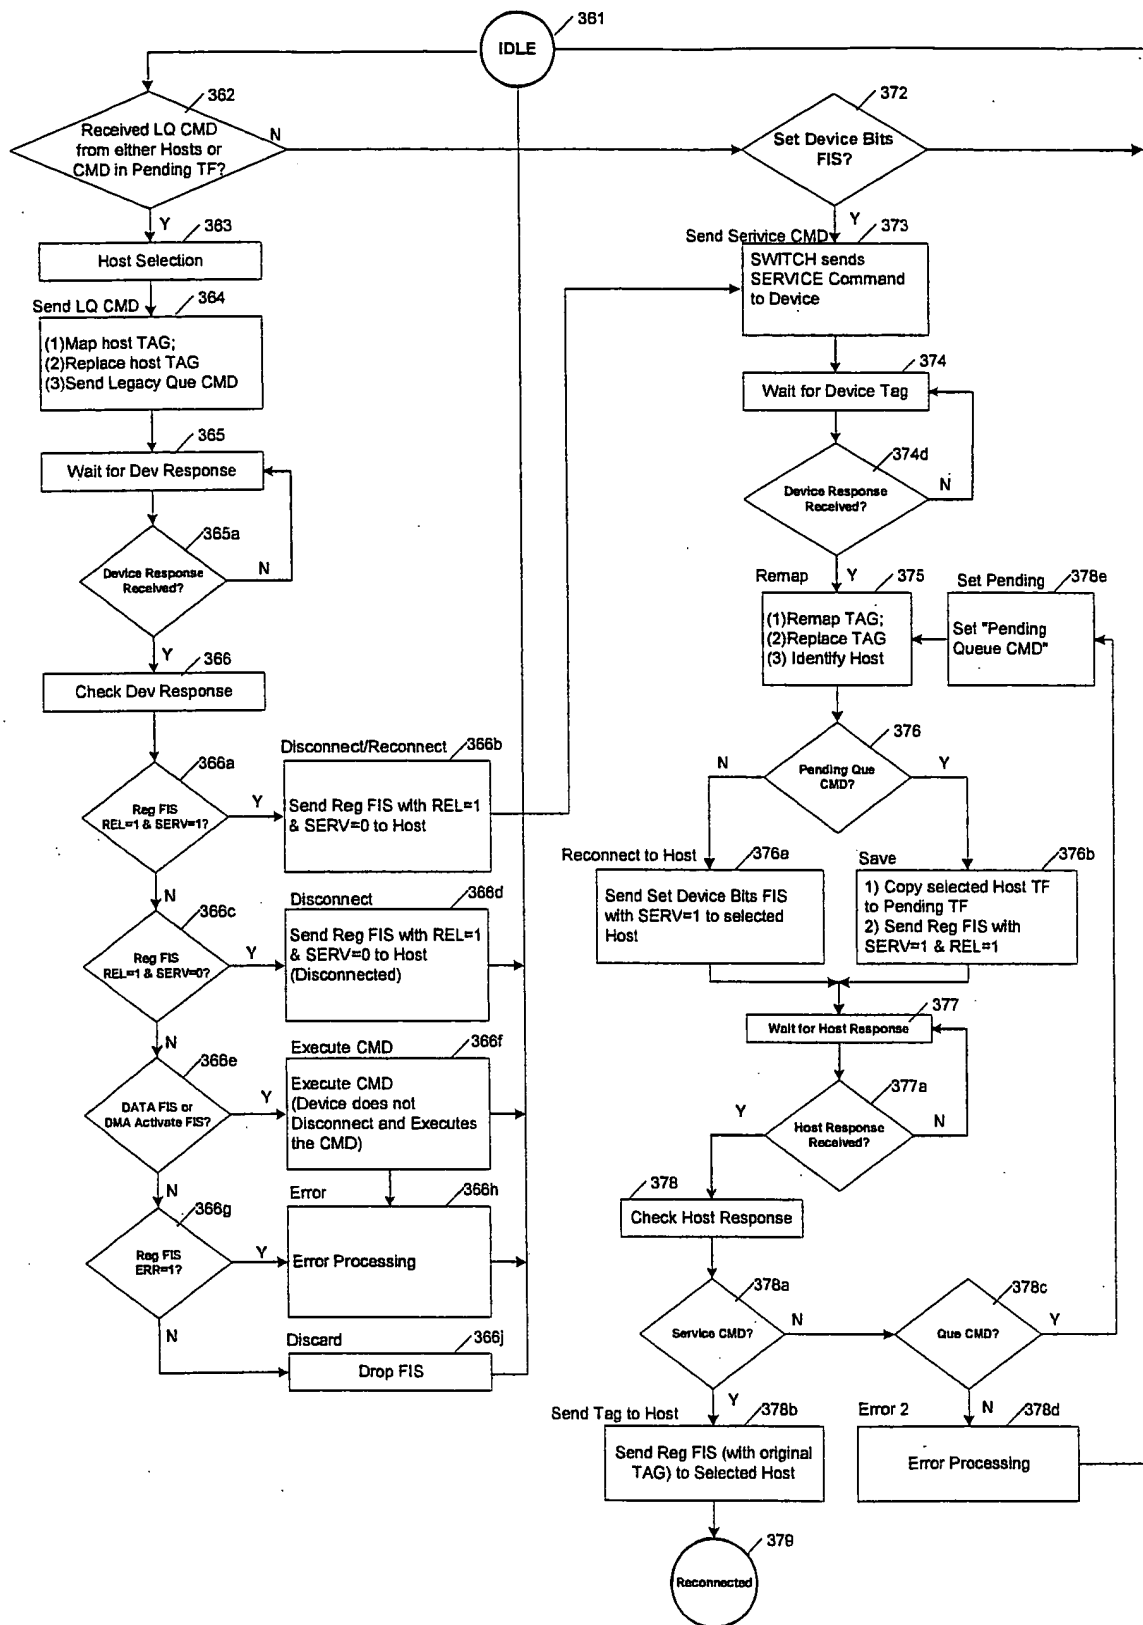 361
IDLE
362
Received LQ CMD
from either Hosts or
CMD in Pending TF?
N
Y
363
Host Selection
Send LQ CMD
364
(1)Map host TAG;
(2)Replace host TAG
(3)Send Legacy Que CMD
365
Wait for Dev Response
365a
Device Response
Received?
N
Y
366
Check Dev Response
366a
Reg FIS
REL=1 & SERV=1?
Y
N
Disconnect/Reconnect
366b
Send Reg FIS with REL=1
& SERV=0 to Host
366c
Reg FIS
REL=1 & SERV=0?
Y
N
Disconnect
366d
Send Reg FIS with REL=1
& SERV=0 to Host
(Disconnected)
366e
DATA FIS or
DMA Activate FIS?
Y
N
Execute CMD
366f
Execute CMD
(Device does not
Disconnect and Executes
the CMD)
366g
Reg FIS
ERR=1?
Y
N
Error
366h
Error Processing
Discard
366j
Drop FIS
372
Set Device Bits
FIS?
Y
Send Serivice CMD
373
SWITCH sends
SERVICE Command
to Device
374
Wait for Device Tag
374d
Device Response
Received?
N
Y
Remap
375
(1)Remap TAG;
(2)Replace TAG
(3) Identify Host
Set Pending
378e
Set "Pending
Queue CMD"
376
Pending Que
CMD?
N
Y
Reconnect to Host
376a
Send Set Device Bits FIS
with SERV=1 to selected
Host
Save
376b
1) Copy selected Host TF
to Pending TF
2) Send Reg FIS with
SERV=1 & REL=1
377
Wait for Host Response
377a
Host Response
Received?
Y
N
378
Check Host Response
378a
Service CMD?
N
Y
378c
Que CMD?
Y
N
Send Tag to Host
378b
Send Reg FIS (with original
TAG) to Selected Host
Error 2
378d
Error Processing
379
Reconnected